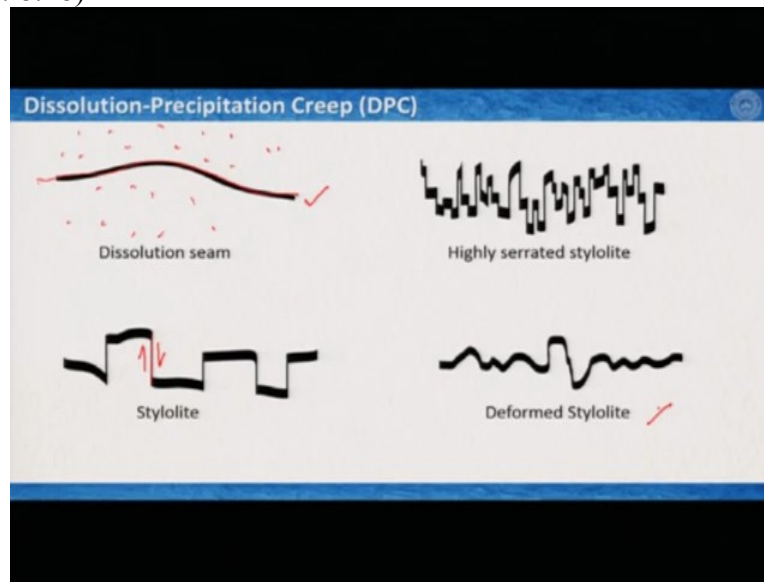 Dissolution-Precipitation Creep (DPC)
Dissolution seam
Highly serrated stylolite
Stylolite
Deformed Stylolite